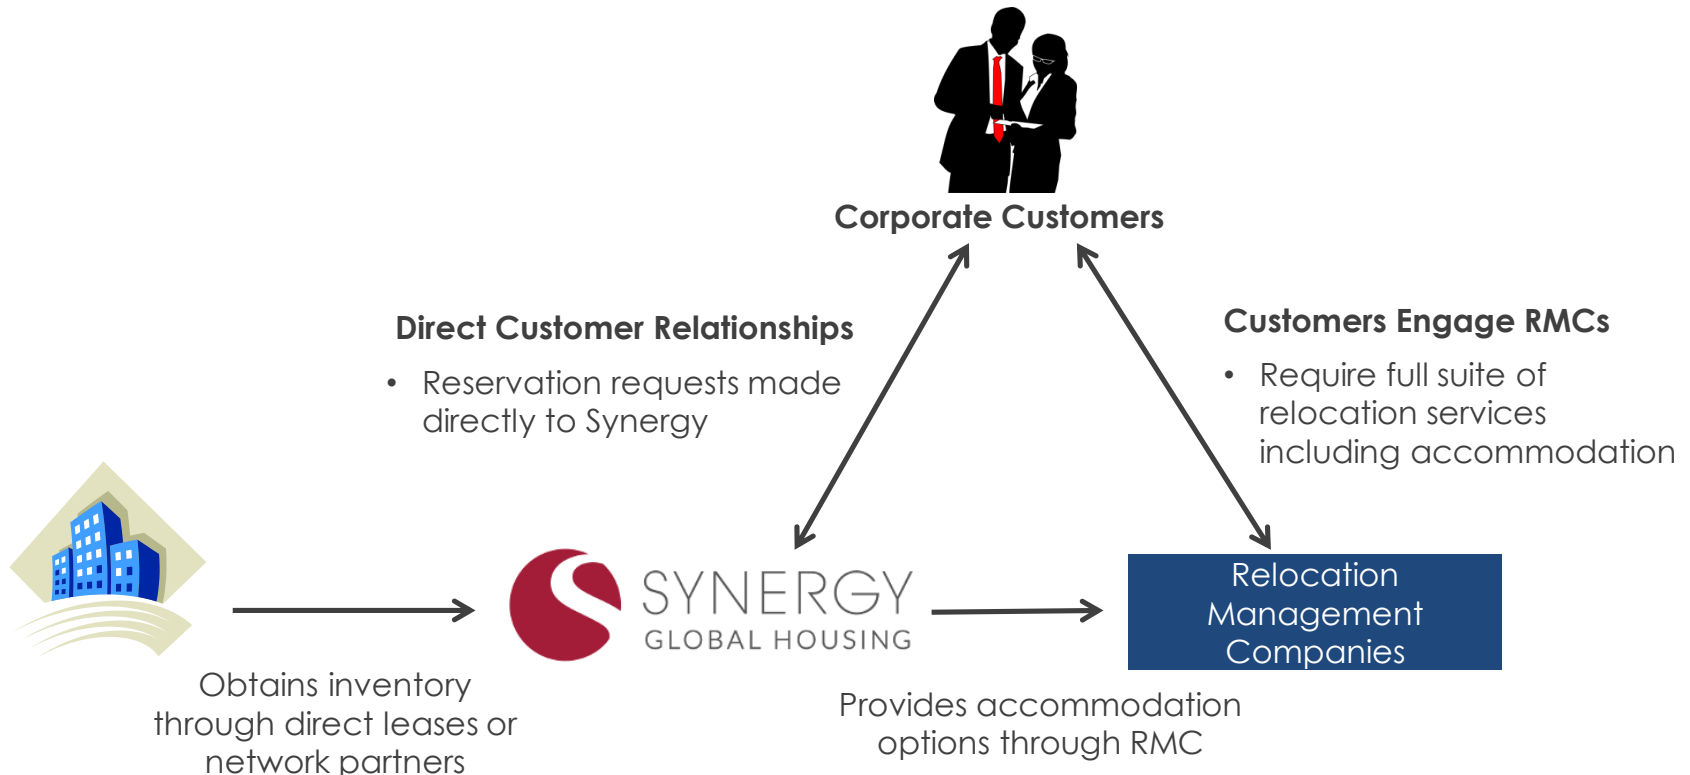 Corporate Customers
Direct Customer Relationships
• Reservation requests made
directly to Synergy
Customers Engage RMCs
• Require full suite of
relocation services
including accommodation
SYNERGY
GLOBAL HOUSING
Relocation
Management
Companies
Obtains inventory
through direct leases or
network partners
Provides accommodation
options through RMC